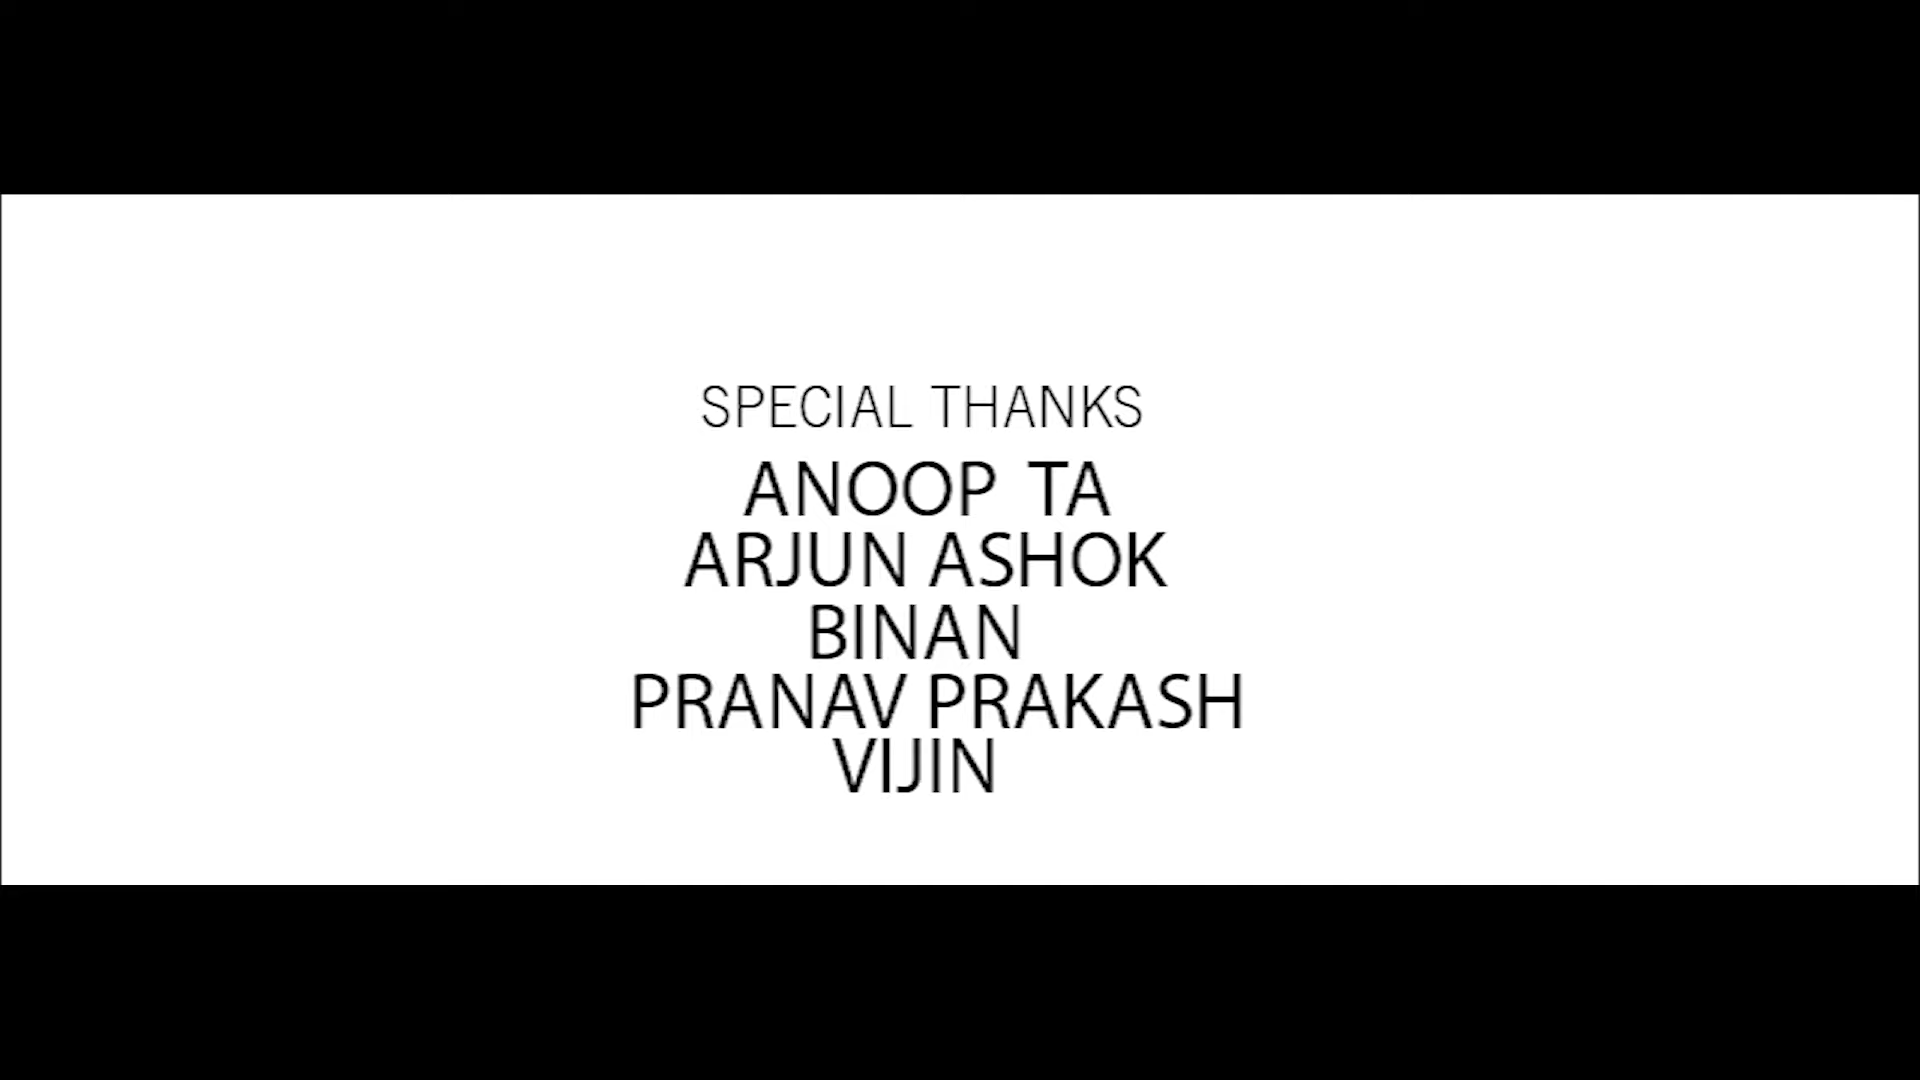 SPECIAL THANKS
ANOOP TA
ARJUN ASHOK
BINAN
PRANAV PRAKASH
VIJIN